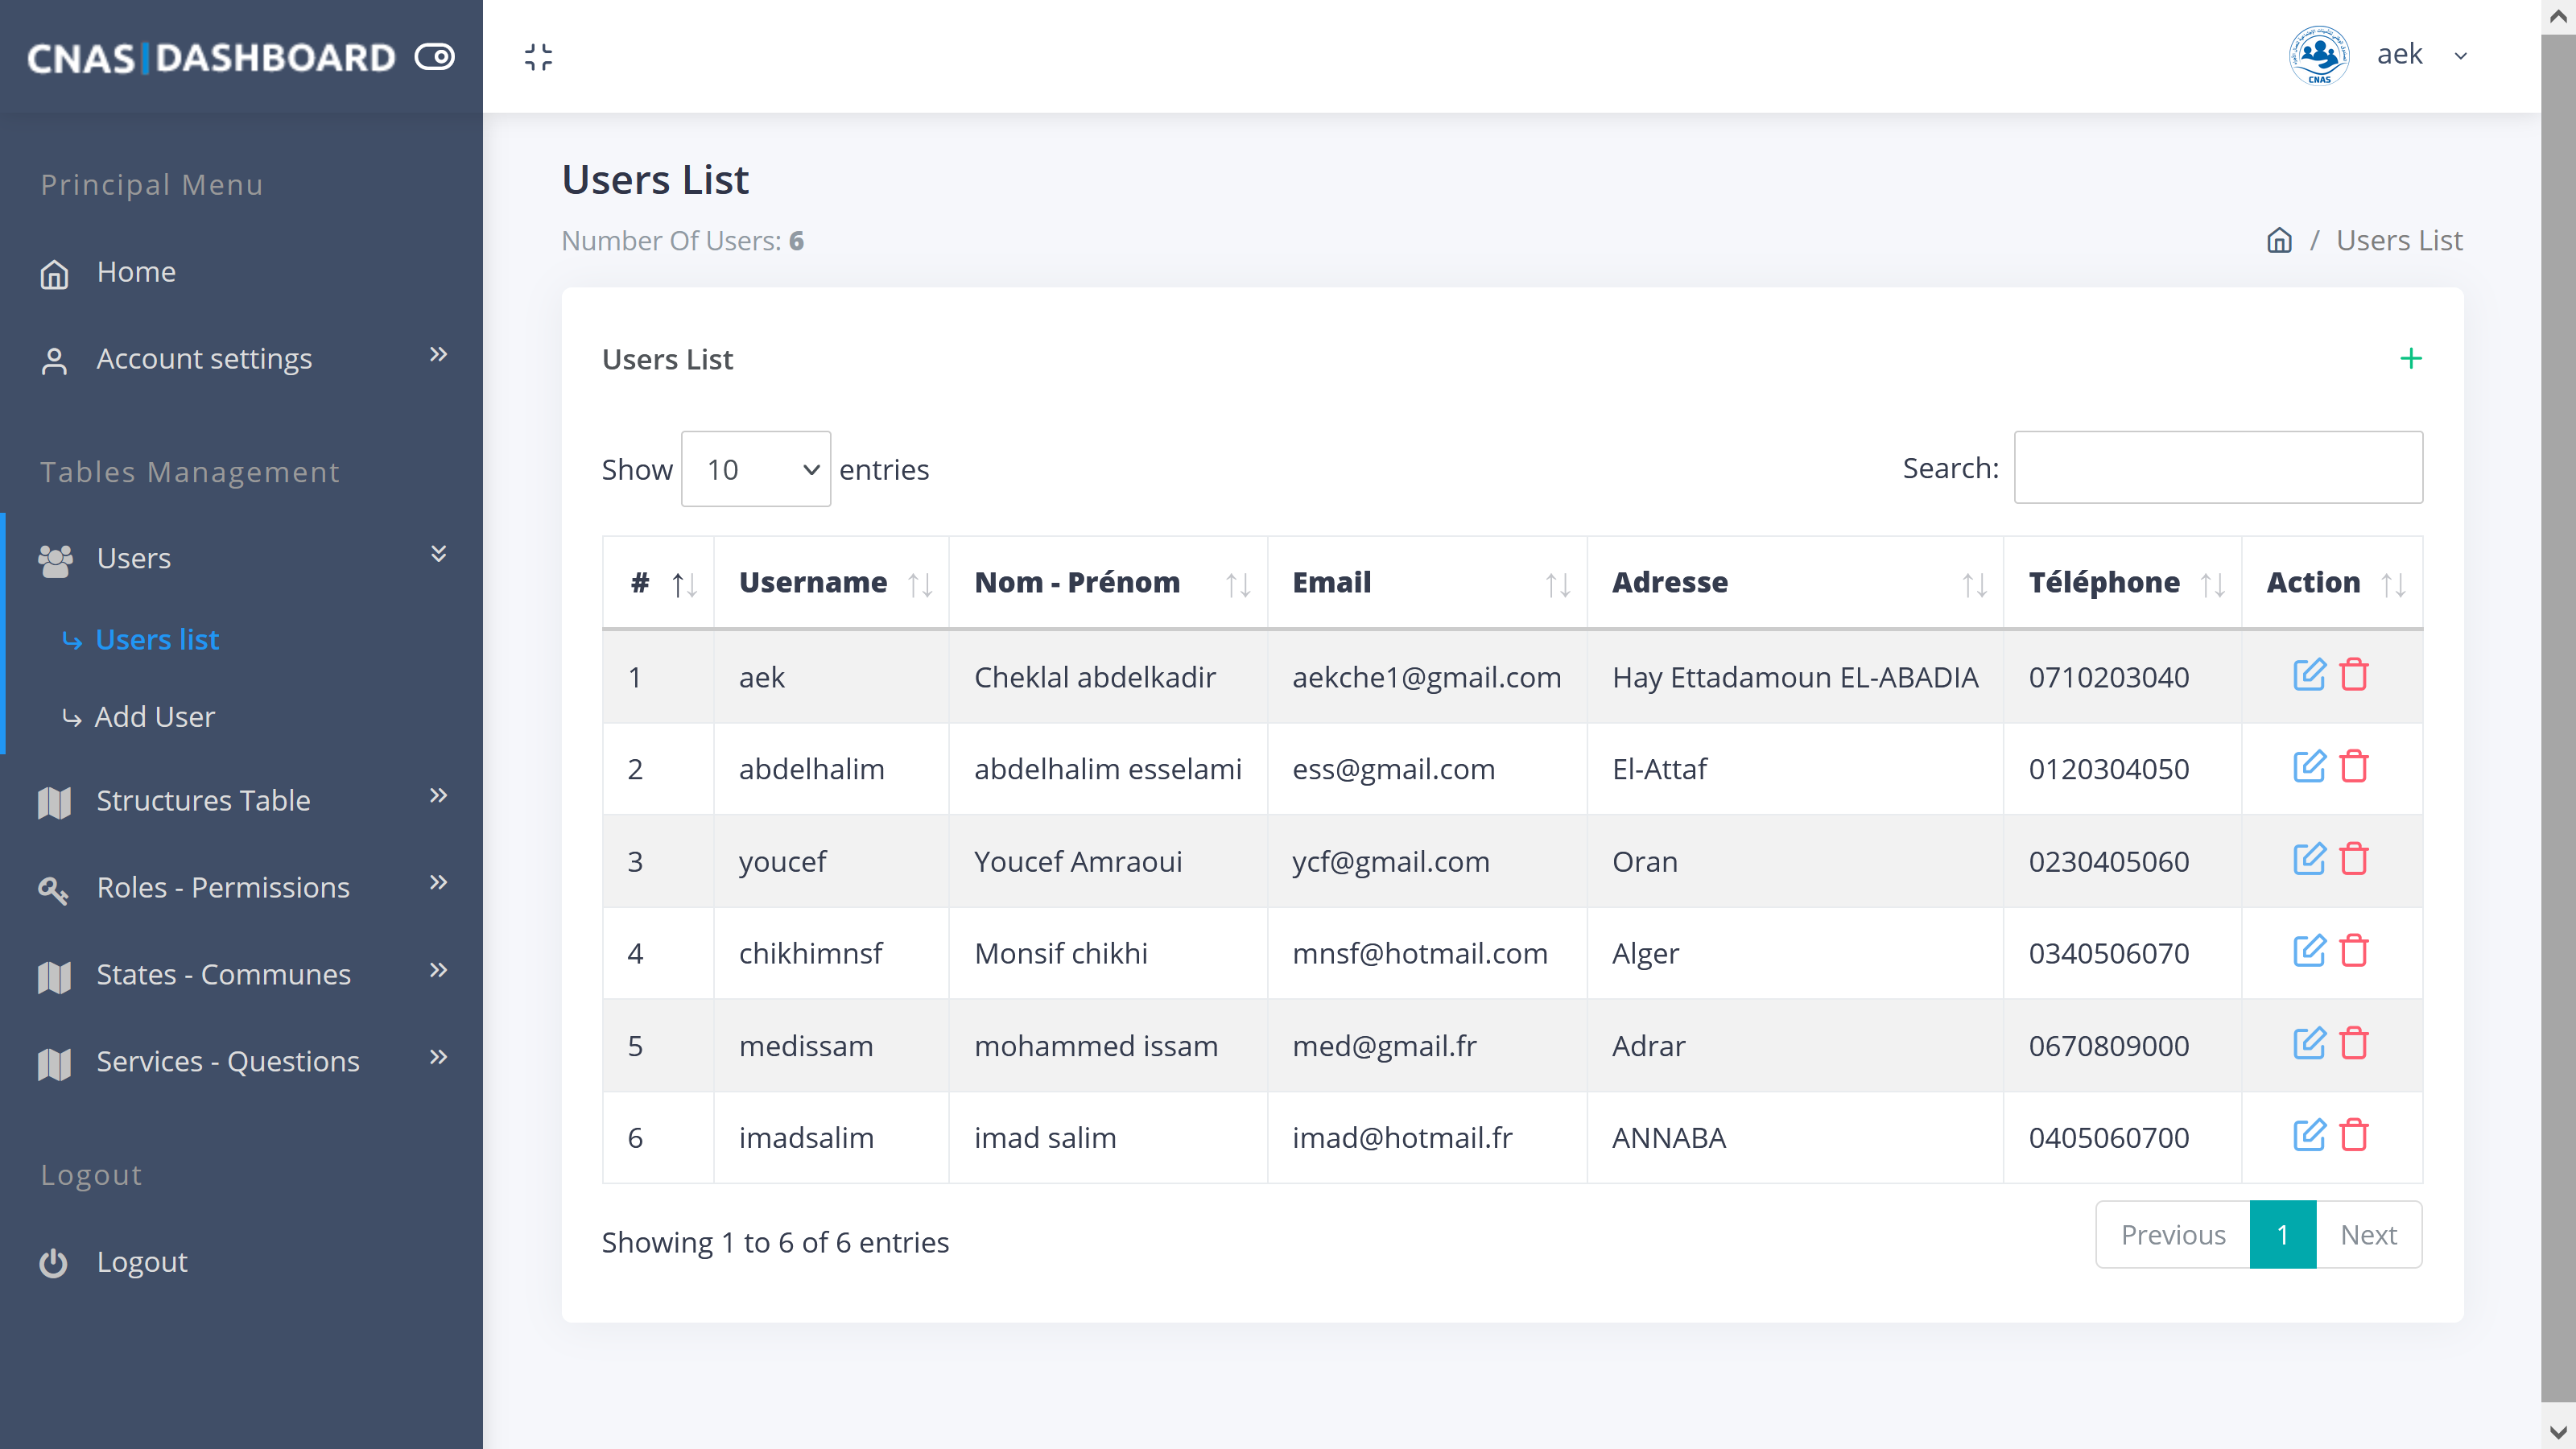 CNAS|DASHBOARD
aek
CNAS
Principal Menu
Home
Account settings
Tables Management
Users
Users list
Add User
Structures Table
Roles - Permissions
States - Communes
Services - Questions
Logout
Logout
Users List
Number Of Users: 6
/ Users List
Users List
+
Show 10 entries
Search:
# Username Nom - Prénom Email Adresse Téléphone Action
1 aek Cheklal abdelkadir aekche1@gmail.com Hay Ettadamoun EL-ABADIA 0710203040
2 abdelhalim abdelhalim esselami ess@gmail.com El-Attaf 0120304050
3 youcef Youcef Amraoui ycf@gmail.com Oran 0230405060
4 chikhimnsf Monsif chikhi mnsf@hotmail.com Alger 0340506070
5 medissam mohammed issam med@gmail.fr Adrar 0670809000
6 imadsalim imad salim imad@hotmail.fr ANNABA 0405060700
Showing 1 to 6 of 6 entries
Previous 1 Next